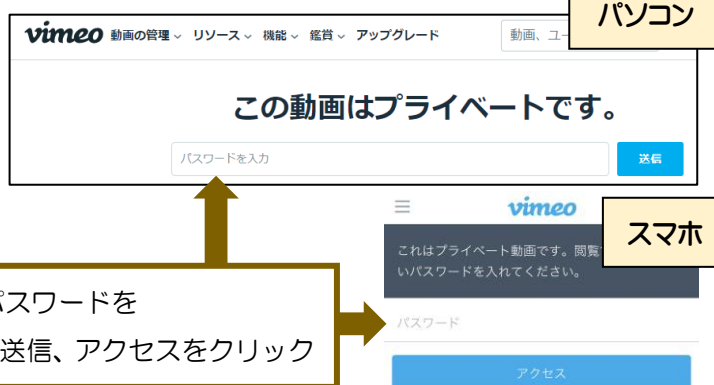 パソコン
vimeo 動画の管理 リソース 機能 鑑賞 アップグレード 動画、ユー
この動画はプライベートです。
パスワードを入力 送信
vimeo
スマホ
これはプライベート動画です。閲覧
いパスワードを入れてください。
パスワード
アクセス
パスワードを
送信、アクセスをクリック